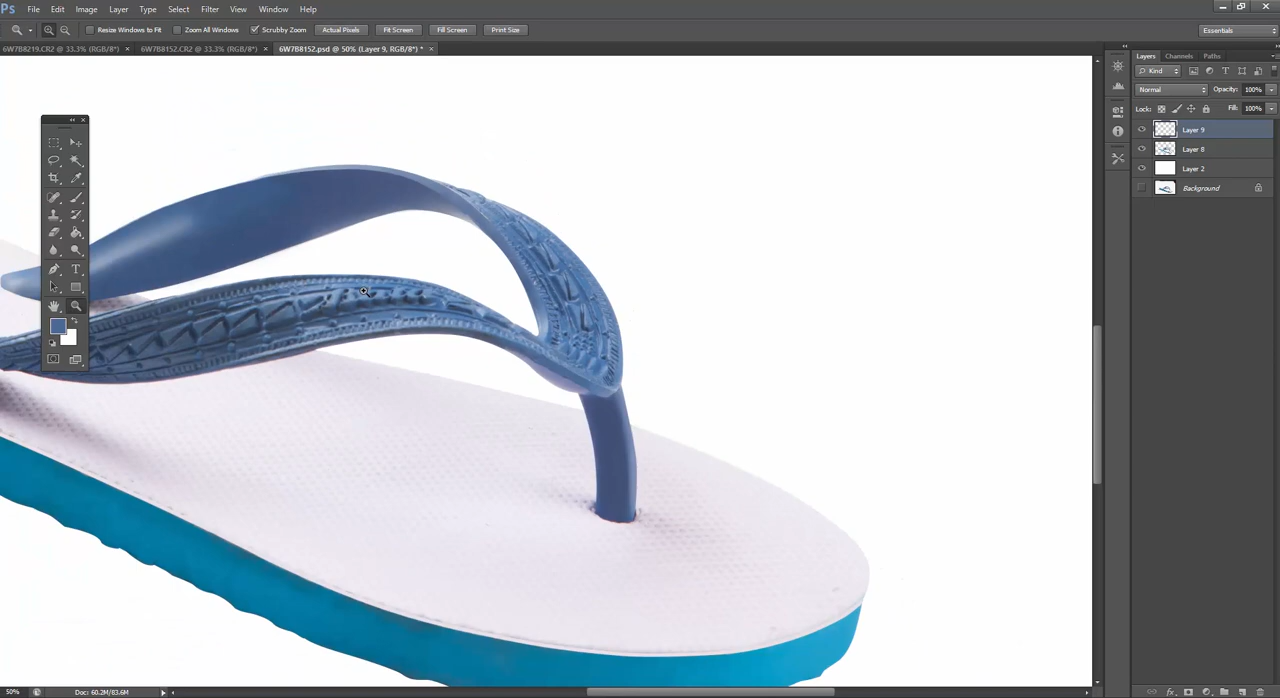 Ps File Edit Image Layer Type Select Filter 3D View Window Help
Resize Windows to Fit Zoom All Windows Scrubby Zoom Actual Pixels Fit Screen Fill Screen Print Size Essentials
6W7B8219.CR2 @ 33.3% (RGB/8*) × 6W7B8152.CR2 @ 33.3% (RGB/8*) × 6W7B8152.psd @ 50% (Layer 9, RGB/8*) * ×
Layers Channels Paths
Kind
Normal Opacity: 100%
Lock: Fill: 100%
Layer 9
Layer 8
Layer 2
Background
50% Doc: 60.2M/83.6M